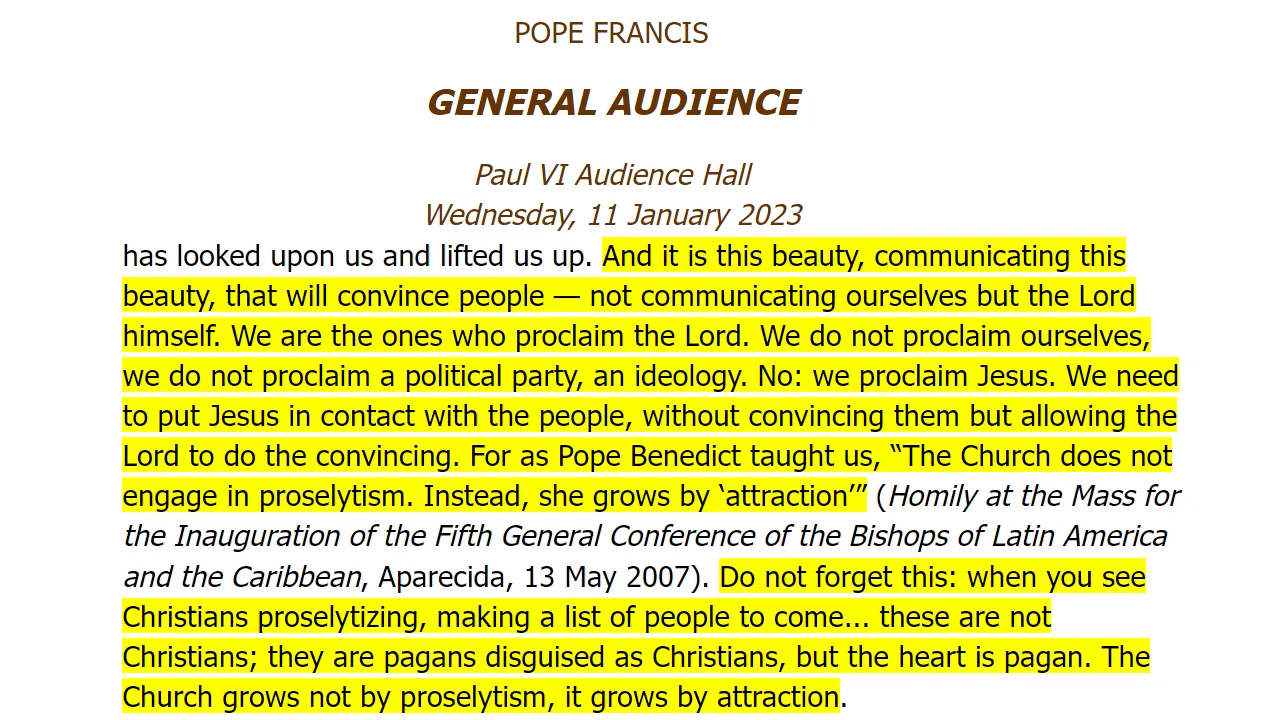 POPE FRANCIS
GENERAL AUDIENCE
Paul VI Audience Hall
Wednesday, 11 January 2023
has looked upon us and lifted us up. And it is this beauty, communicating this
beauty, that will convince people — not communicating ourselves but the Lord
himself. We are the ones who proclaim the Lord. We do not proclaim ourselves,
we do not proclaim a political party, an ideology. No: we proclaim Jesus. We need
to put Jesus in contact with the people, without convincing them but allowing the
Lord to do the convincing. For as Pope Benedict taught us, “The Church does not
engage in proselytism. Instead, she grows by ‘attraction’” (Homily at the Mass for
the Inauguration of the Fifth General Conference of the Bishops of Latin America
and the Caribbean, Aparecida, 13 May 2007). Do not forget this: when you see
Christians proselytizing, making a list of people to come... these are not
Christians; they are pagans disguised as Christians, but the heart is pagan. The
Church grows not by proselytism, it grows by attraction.